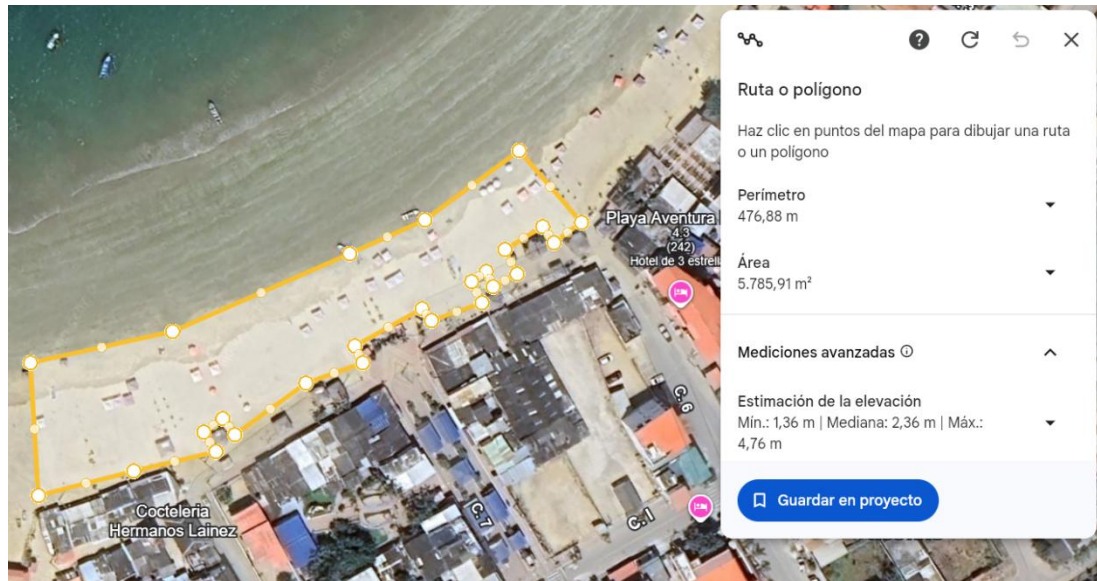 Ruta o polígono
Haz clic en puntos del mapa para dibujar una ruta
o un polígono
Perímetro
476,88 m
Área
5.785,91 m²
Mediciones avanzadas
Estimación de la elevación
Mín.: 1,36 m | Mediana: 2,36 m | Máx.:
4,76 m
Guardar en proyecto
Playa Aventura
4.3
(242)
Hotel de 3 estrell
C. 6
C. I
C. 7
Cocteleria
Hermanos Lainez